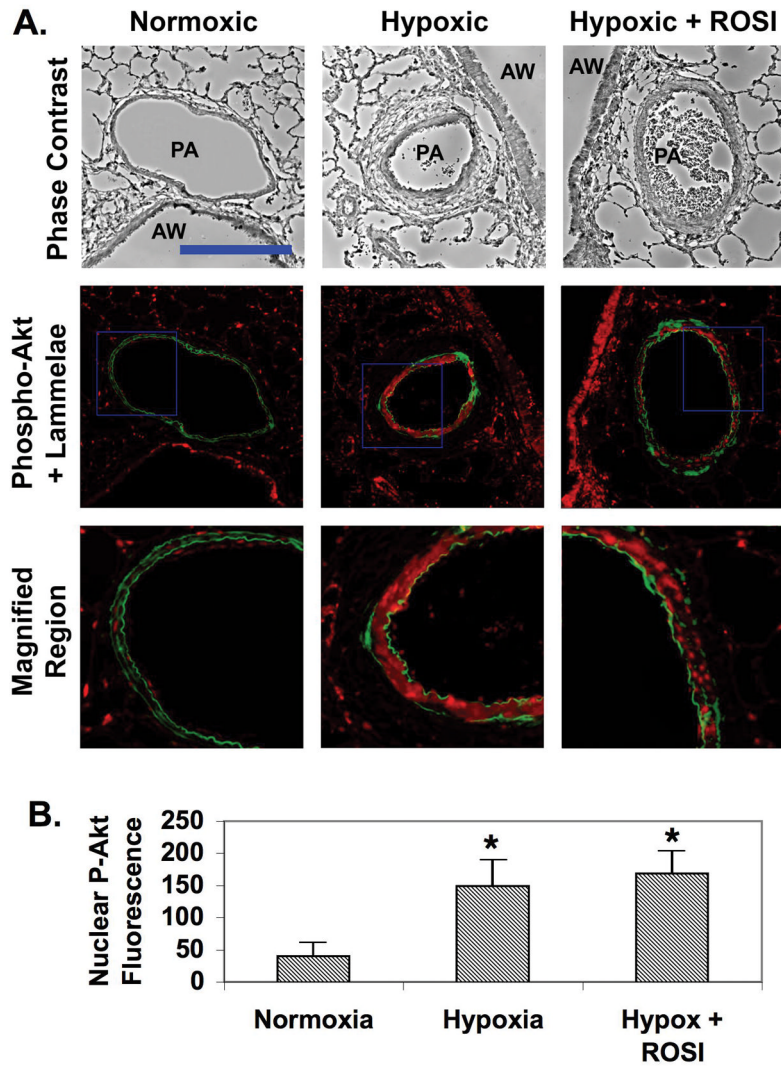 A.
Normoxic
Hypoxic
Hypoxic + ROSI
Phase Contrast
PA
AW
PA
AW
PA
AW
Phospho-Akt
+ Lammelae
Magnified
Region
B.
Nuclear P-Akt
Fluorescence
250
200
150
100
50
0
*
*
Normoxia
Hypoxia
Hypox +
ROSI